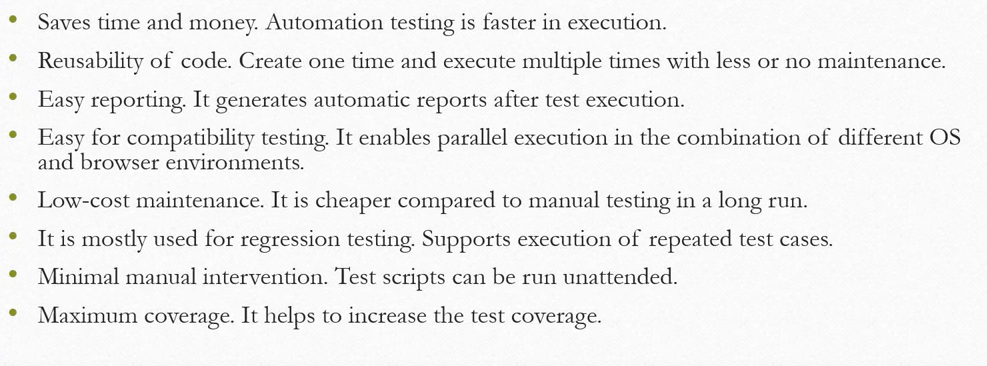 • Saves time and money. Automation testing is faster in execution.
• Reusability of code. Create one time and execute multiple times with less or no maintenance.
• Easy reporting. It generates automatic reports after test execution.
• Easy for compatibility testing. It enables parallel execution in the combination of different OS
and browser environments.
• Low-cost maintenance. It is cheaper compared to manual testing in a long run.
• It is mostly used for regression testing. Supports execution of repeated test cases.
• Minimal manual intervention. Test scripts can be run unattended.
• Maximum coverage. It helps to increase the test coverage.